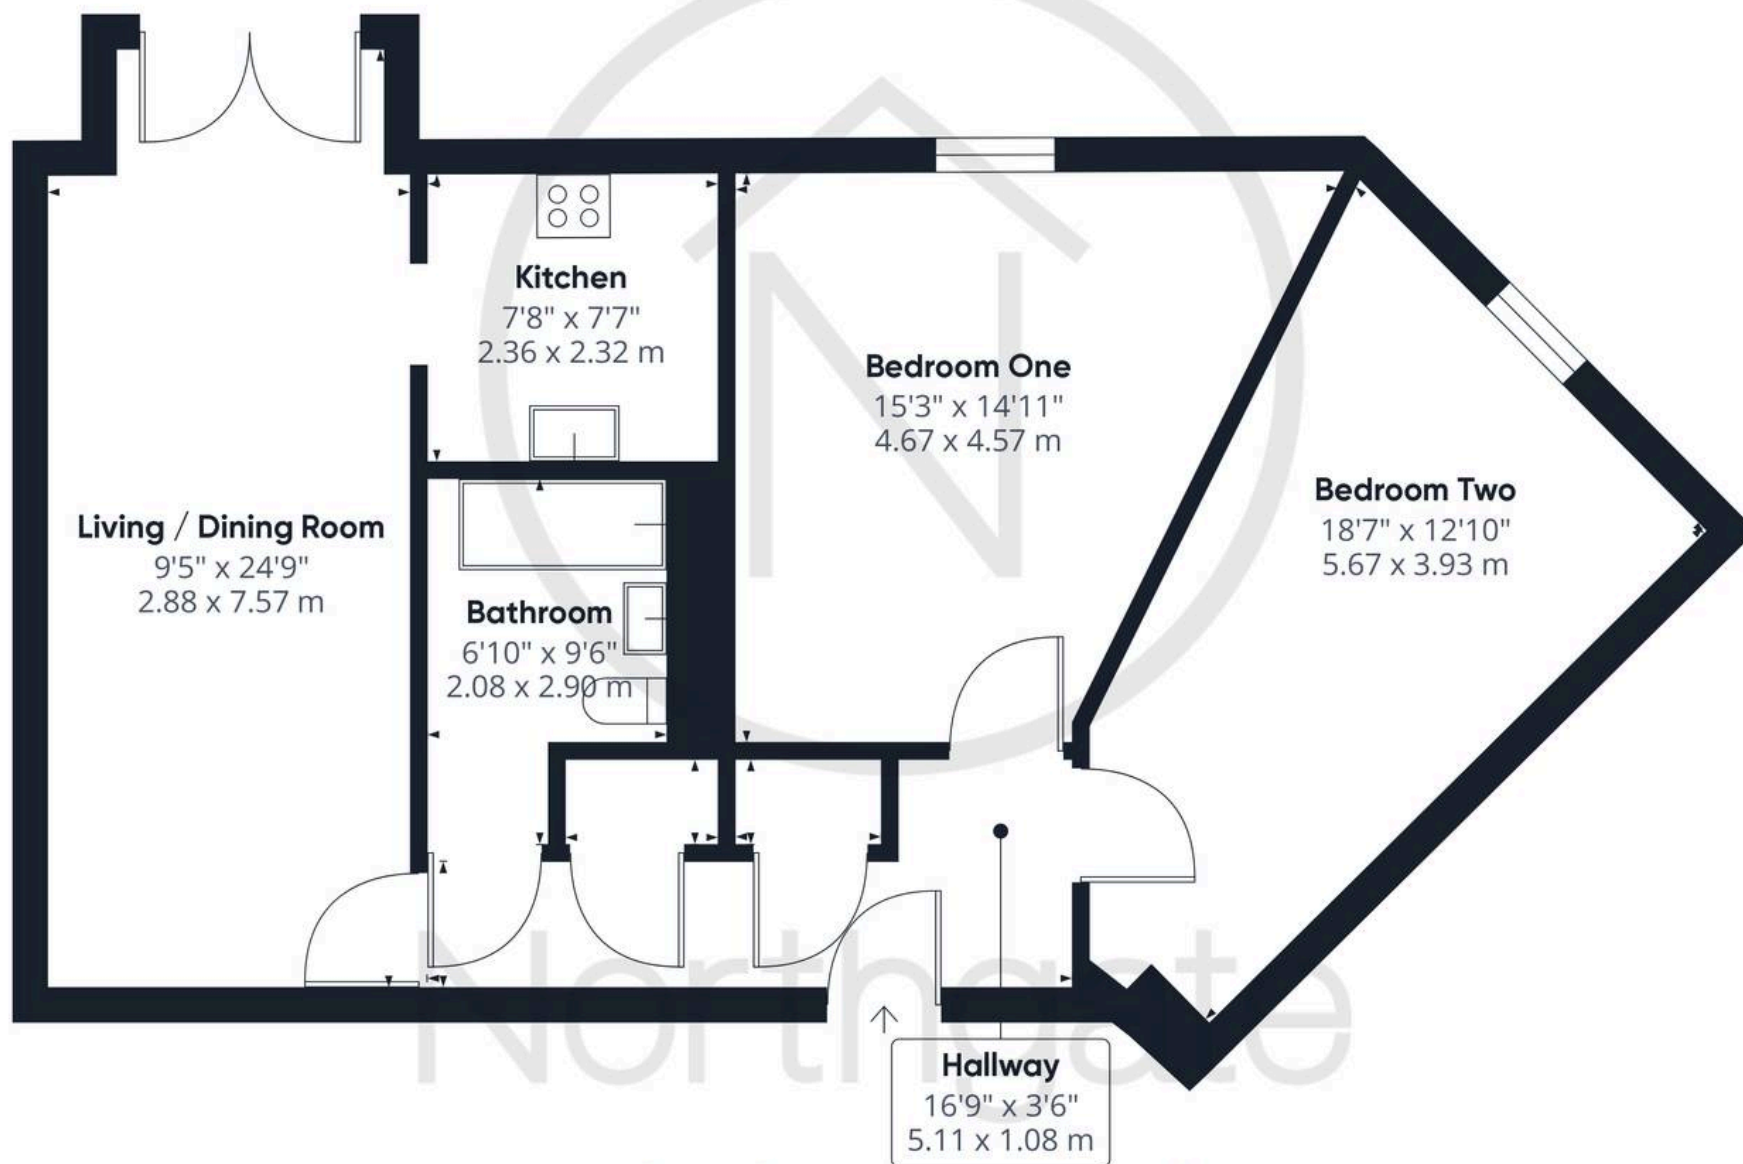 Kitchen
7'8" x 7'7"
2.36 x 2.32 m
Bedroom One
15'3" x 14'11"
4.67 x 4.57 m
Bedroom Two
18'7" x 12'10"
5.67 x 3.93 m
Living / Dining Room
9'5" x 24'9"
2.88 x 7.57 m
Bathroom
6'10" x 9'6"
2.08 x 2.90 m
N
Northgate
Hallway
16'9" x 3'6"
5.11 x 1.08 m